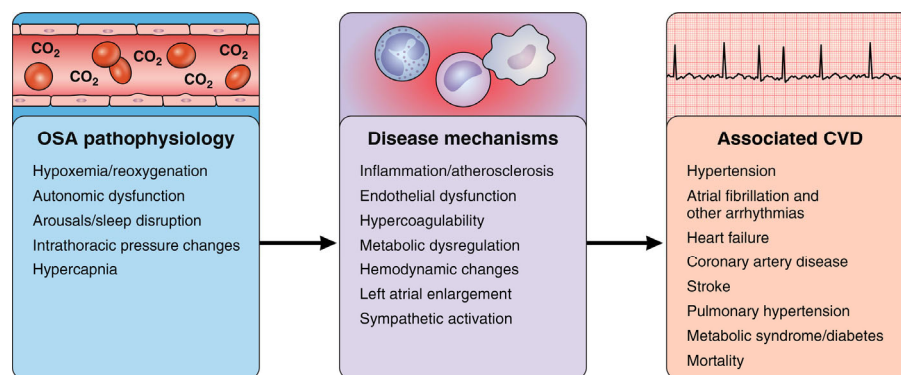 CO2
CO2
CO2
CO2
CO2
OSA pathophysiology
Hypoxemia/reoxygenation
Autonomic dysfunction
Arousals/sleep disruption
Intrathoracic pressure changes
Hypercapnia
Disease mechanisms
Inflammation/atherosclerosis
Endothelial dysfunction
Hypercoagulability
Metabolic dysregulation
Hemodynamic changes
Left atrial enlargement
Sympathetic activation
Associated CVD
Hypertension
Atrial fibrillation and
other arrhythmias
Heart failure
Coronary artery disease
Stroke
Pulmonary hypertension
Metabolic syndrome/diabetes
Mortality